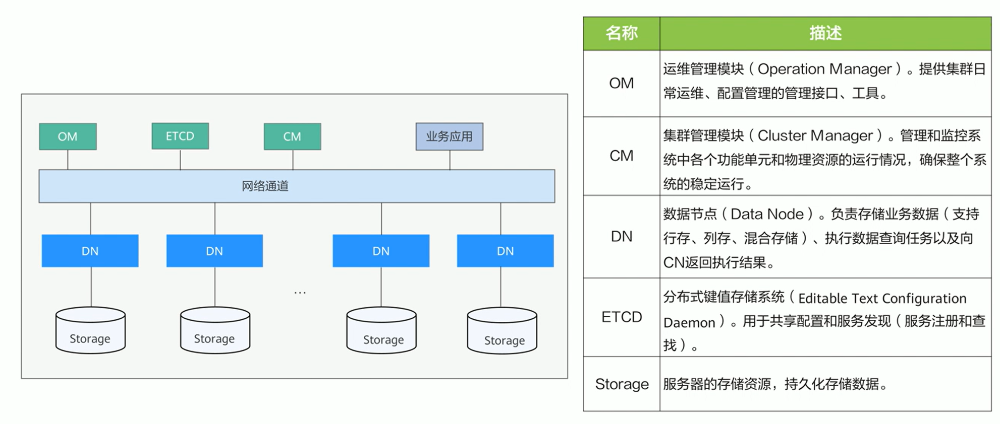 OM
ETCD
CM
业务应用
网络通道
DN
DN
DN
DN
...
Storage
Storage
Storage
Storage
名称
描述
OM
运维管理模块（Operation Manager）。提供集群日
常运维、配置管理的管理接口、工具。
CM
集群管理模块（Cluster Manager）。管理和监控系
统中各个功能单元和物理资源的运行情况，确保整个系
统的稳定运行。
DN
数据节点（Data Node）。负责存储业务数据（支持
行存、列存、混合存储）、执行数据查询任务以及向
CN返回执行结果。
ETCD
分布式键值存储系统（Editable Text Configuration
Daemon）。用于共享配置和服务发现（服务注册和查
找）。
Storage
服务器的存储资源，持久化存储数据。